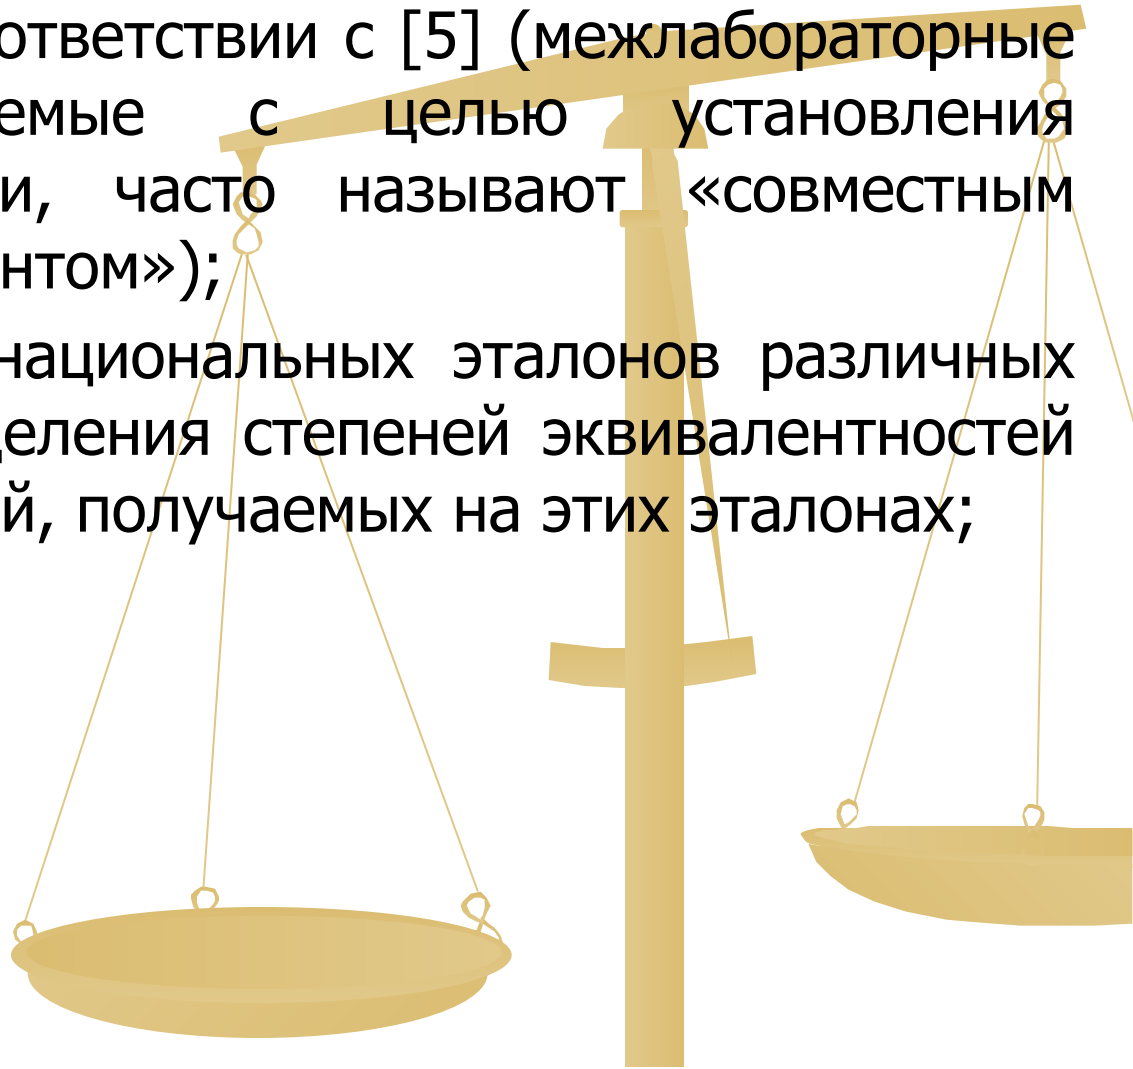 ответствии с [5] (межлабораторные
емые с целью установления
и, часто называют «совместным
нтом»);
национальных эталонов различных
деления степеней эквивалентностей
й, получаемых на этих эталонах;